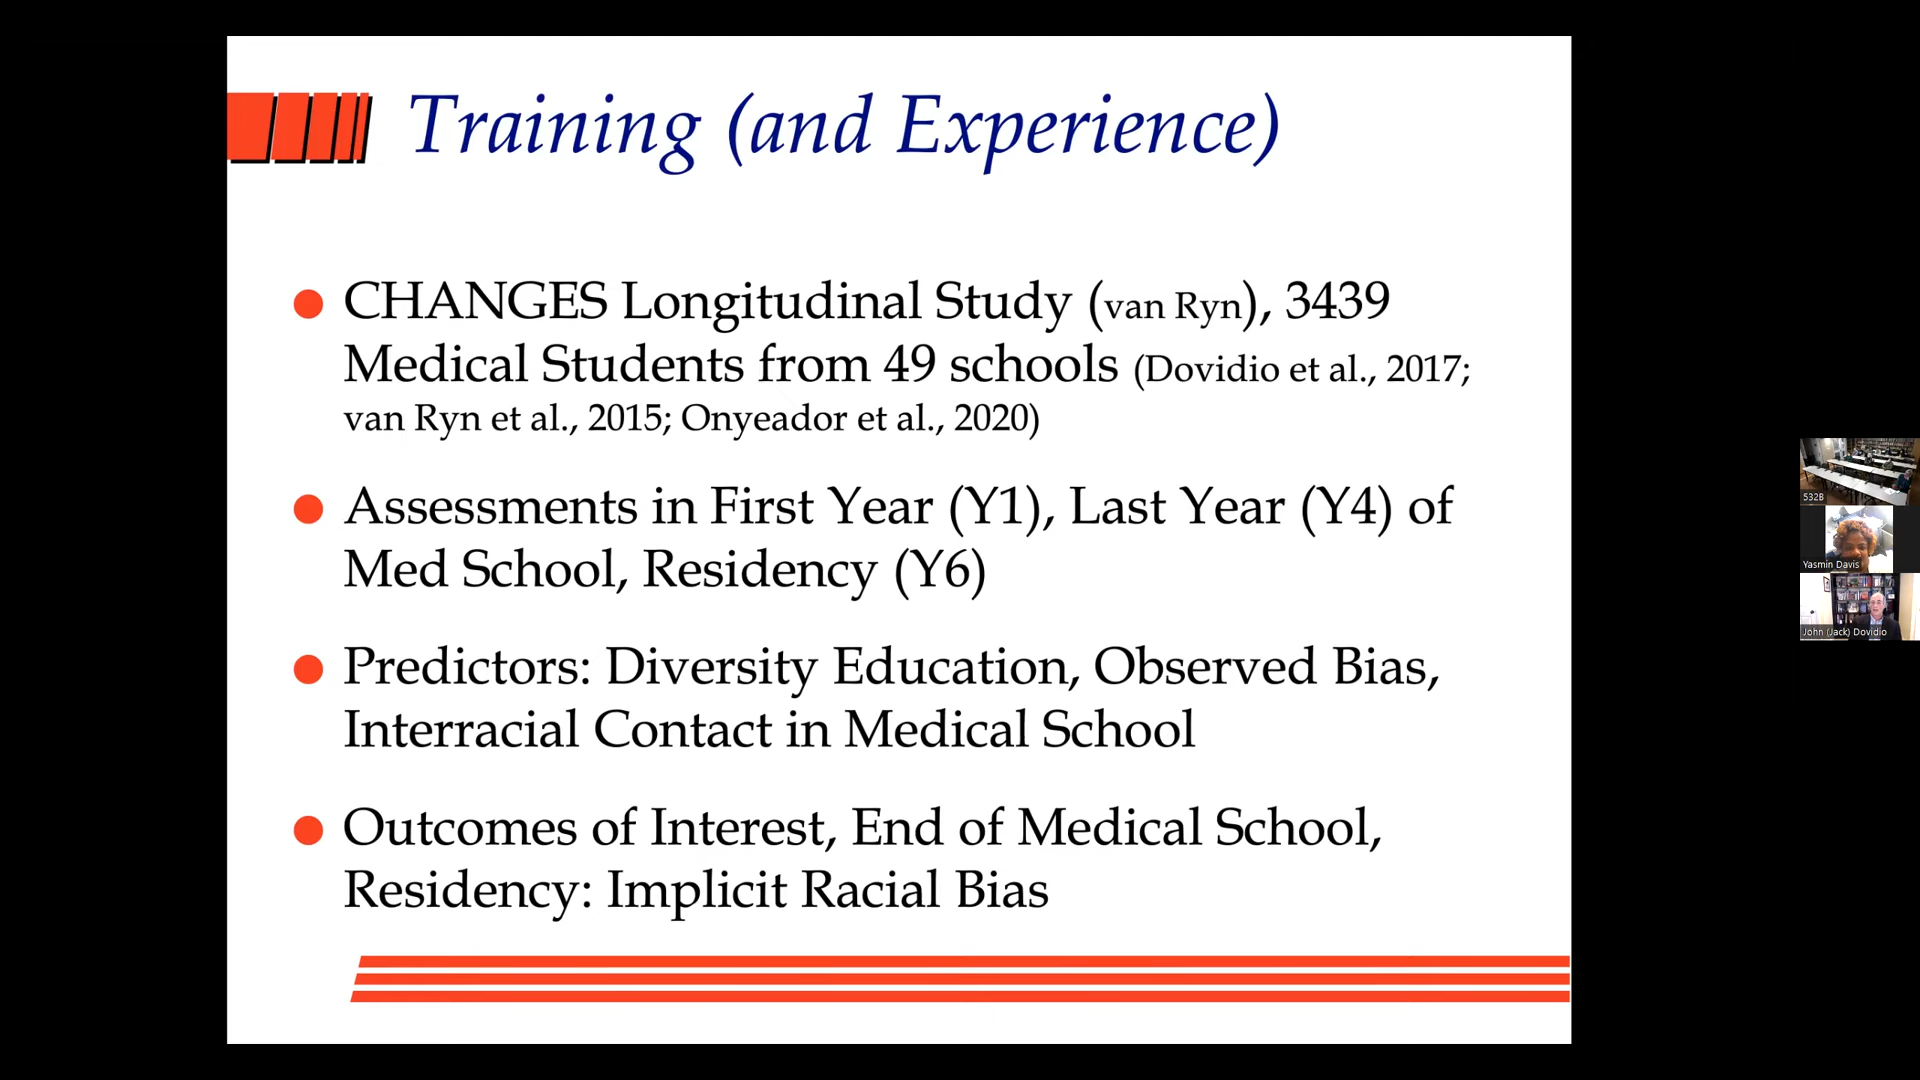 Training (and Experience)
CHANGES Longitudinal Study (van Ryn), 3439
Medical Students from 49 schools (Dovidio et al., 2017;
van Ryn et al., 2015; Onyeador et al., 2020)
Assessments in First Year (Y1), Last Year (Y4) of
Med School, Residency (Y6)
Predictors: Diversity Education, Observed Bias,
Interracial Contact in Medical School
Outcomes of Interest, End of Medical School,
Residency: Implicit Racial Bias
532B
Yasmin Davis
John (Jack) Dovidio